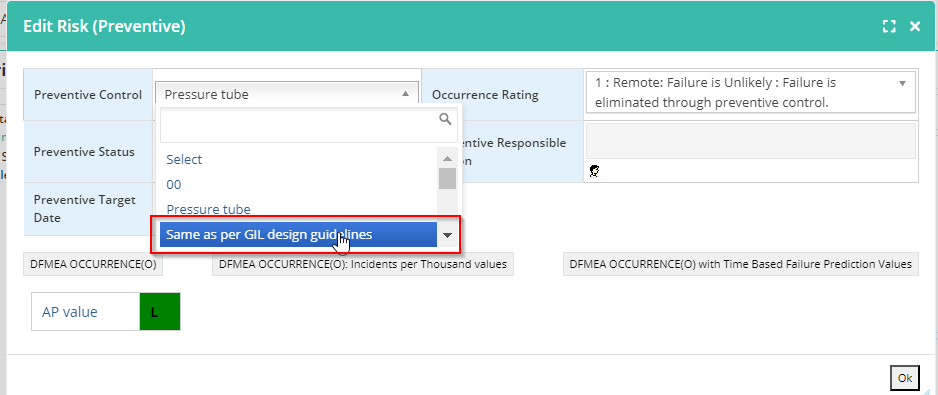 Edit Risk (Preventive)
Preventive Control
Pressure tube
Occurrence Rating
1 : Remote: Failure is Unlikely : Failure is
eliminated through preventive control.
Select
00
Pressure tube
Same as per GIL design guidelines
Preventive Status
entive Responsible
on
Preventive Target
Date
DFMEA OCCURRENCE(O)
DFMEA OCCURRENCE(O): Incidents per Thousand values
DFMEA OCCURRENCE(O) with Time Based Failure Prediction Values
AP value
L
Ok